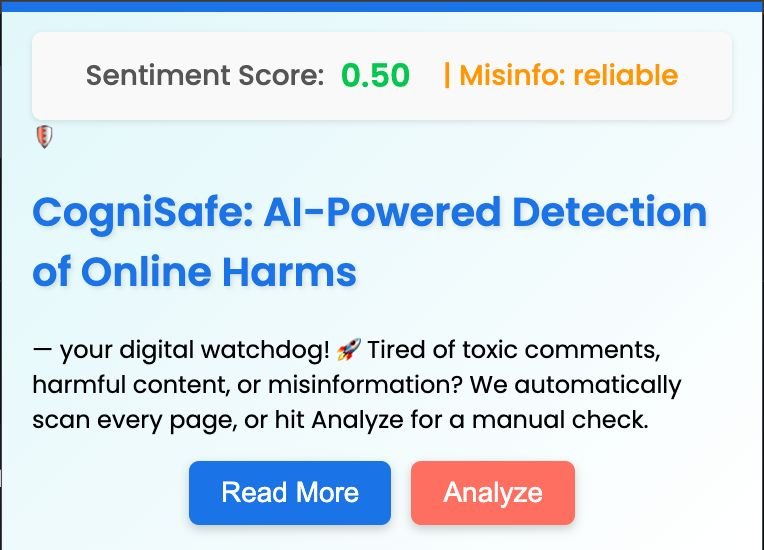 Sentiment Score: 0.50 | Misinfo: reliable
CogniSafe: AI-Powered Detection
of Online Harms
— your digital watchdog! 🚀 Tired of toxic comments,
harmful content, or misinformation? We automatically
scan every page, or hit Analyze for a manual check.
Read More Analyze